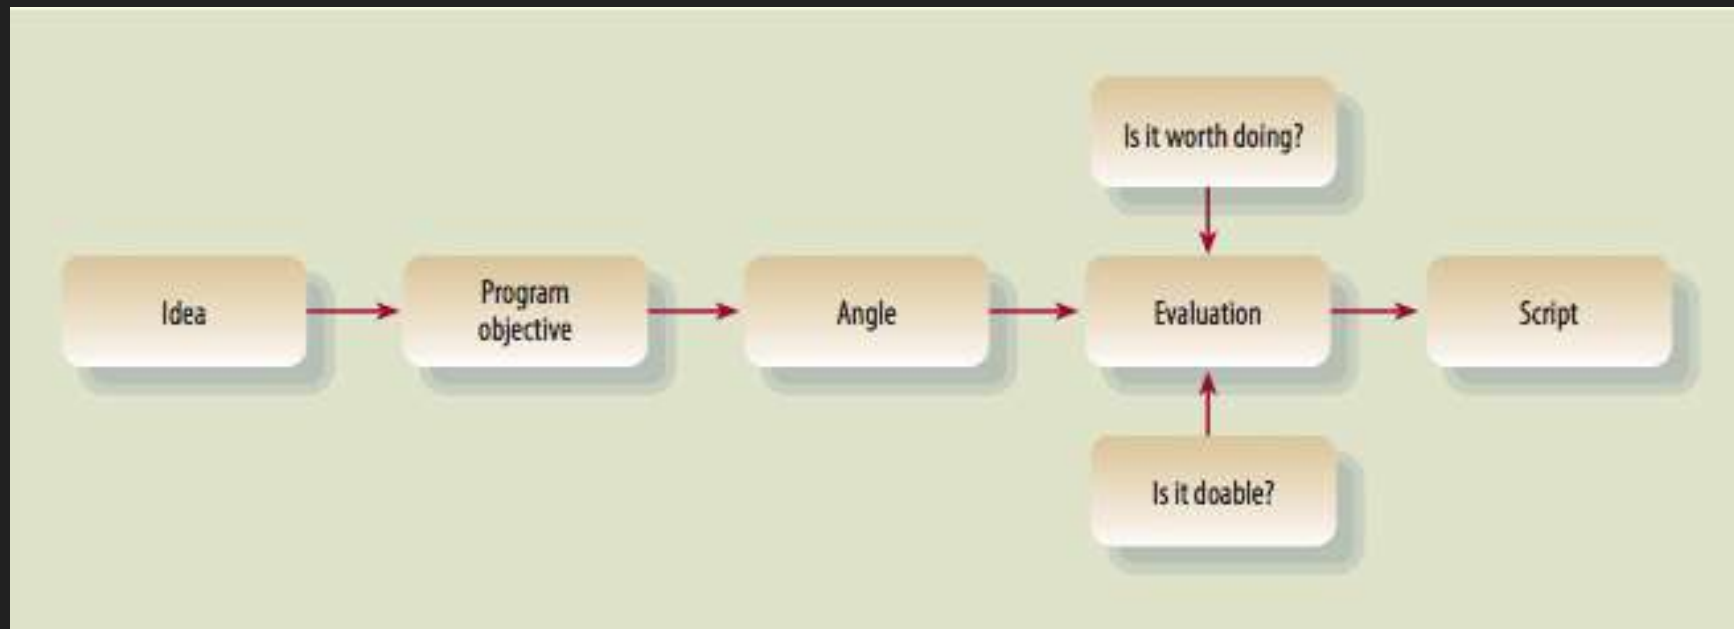 Is it worth doing?
Idea
Program
objective
Angle
Evaluation
Script
Is it doable?